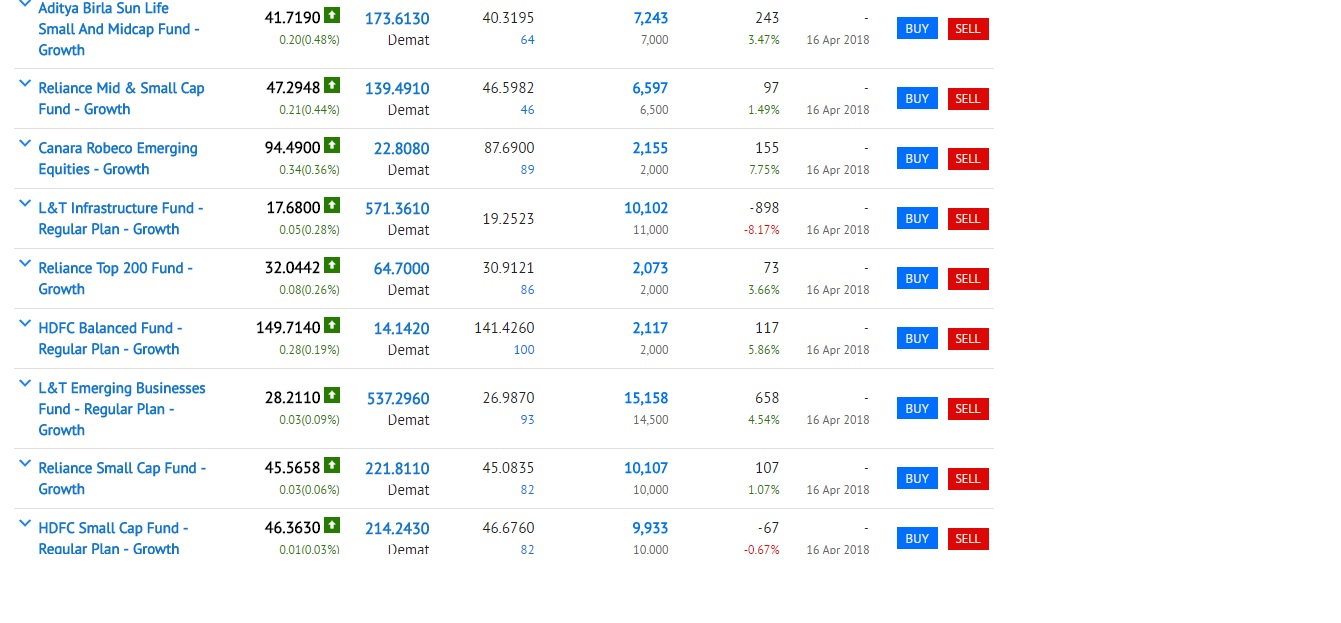 Aditya Birla Sun Life 41.7190 173.6130 40.3195 7,243 243 -
Small And Midcap Fund - 0.20(0.48%) Demat 64 7,000 3.47% 16 Apr 2018 BUY SELL
Growth
Reliance Mid & Small Cap 47.2948 139.4910 46.5982 6,597 97 -
Fund - Growth 0.21(0.44%) Demat 46 6,500 1.49% 16 Apr 2018 BUY SELL
Canara Robeco Emerging 94.4900 22.8080 87.6900 2,155 155 -
Equities - Growth 0.34(0.36%) Demat 89 2,000 7.75% 16 Apr 2018 BUY SELL
L&T Infrastructure Fund - 17.6800 571.3610 19.2523 10,102 -898 -
Regular Plan - Growth 0.05(0.28%) Demat 11,000 -8.17% 16 Apr 2018 BUY SELL
Reliance Top 200 Fund - 32.0442 64.7000 30.9121 2,073 73 -
Growth 0.08(0.26%) Demat 86 2,000 3.66% 16 Apr 2018 BUY SELL
HDFC Balanced Fund - 149.7140 14.1420 141.4260 2,117 117 -
Regular Plan - Growth 0.28(0.19%) Demat 100 2,000 5.86% 16 Apr 2018 BUY SELL
L&T Emerging Businesses 28.2110 537.2960 26.9870 15,158 658 -
Fund - Regular Plan - 0.03(0.09%) Demat 93 14,500 4.54% 16 Apr 2018 BUY SELL
Growth
Reliance Small Cap Fund - 45.5658 221.8110 45.0835 10,107 107 -
Growth 0.03(0.06%) Demat 82 10,000 1.07% 16 Apr 2018 BUY SELL
HDFC Small Cap Fund - 46.3630 214.2430 46.6760 9,933 -67 -
Regular Plan - Growth 0.01(0.03%) Demat 82 10,000 -0.67% 16 Apr 2018 BUY SELL